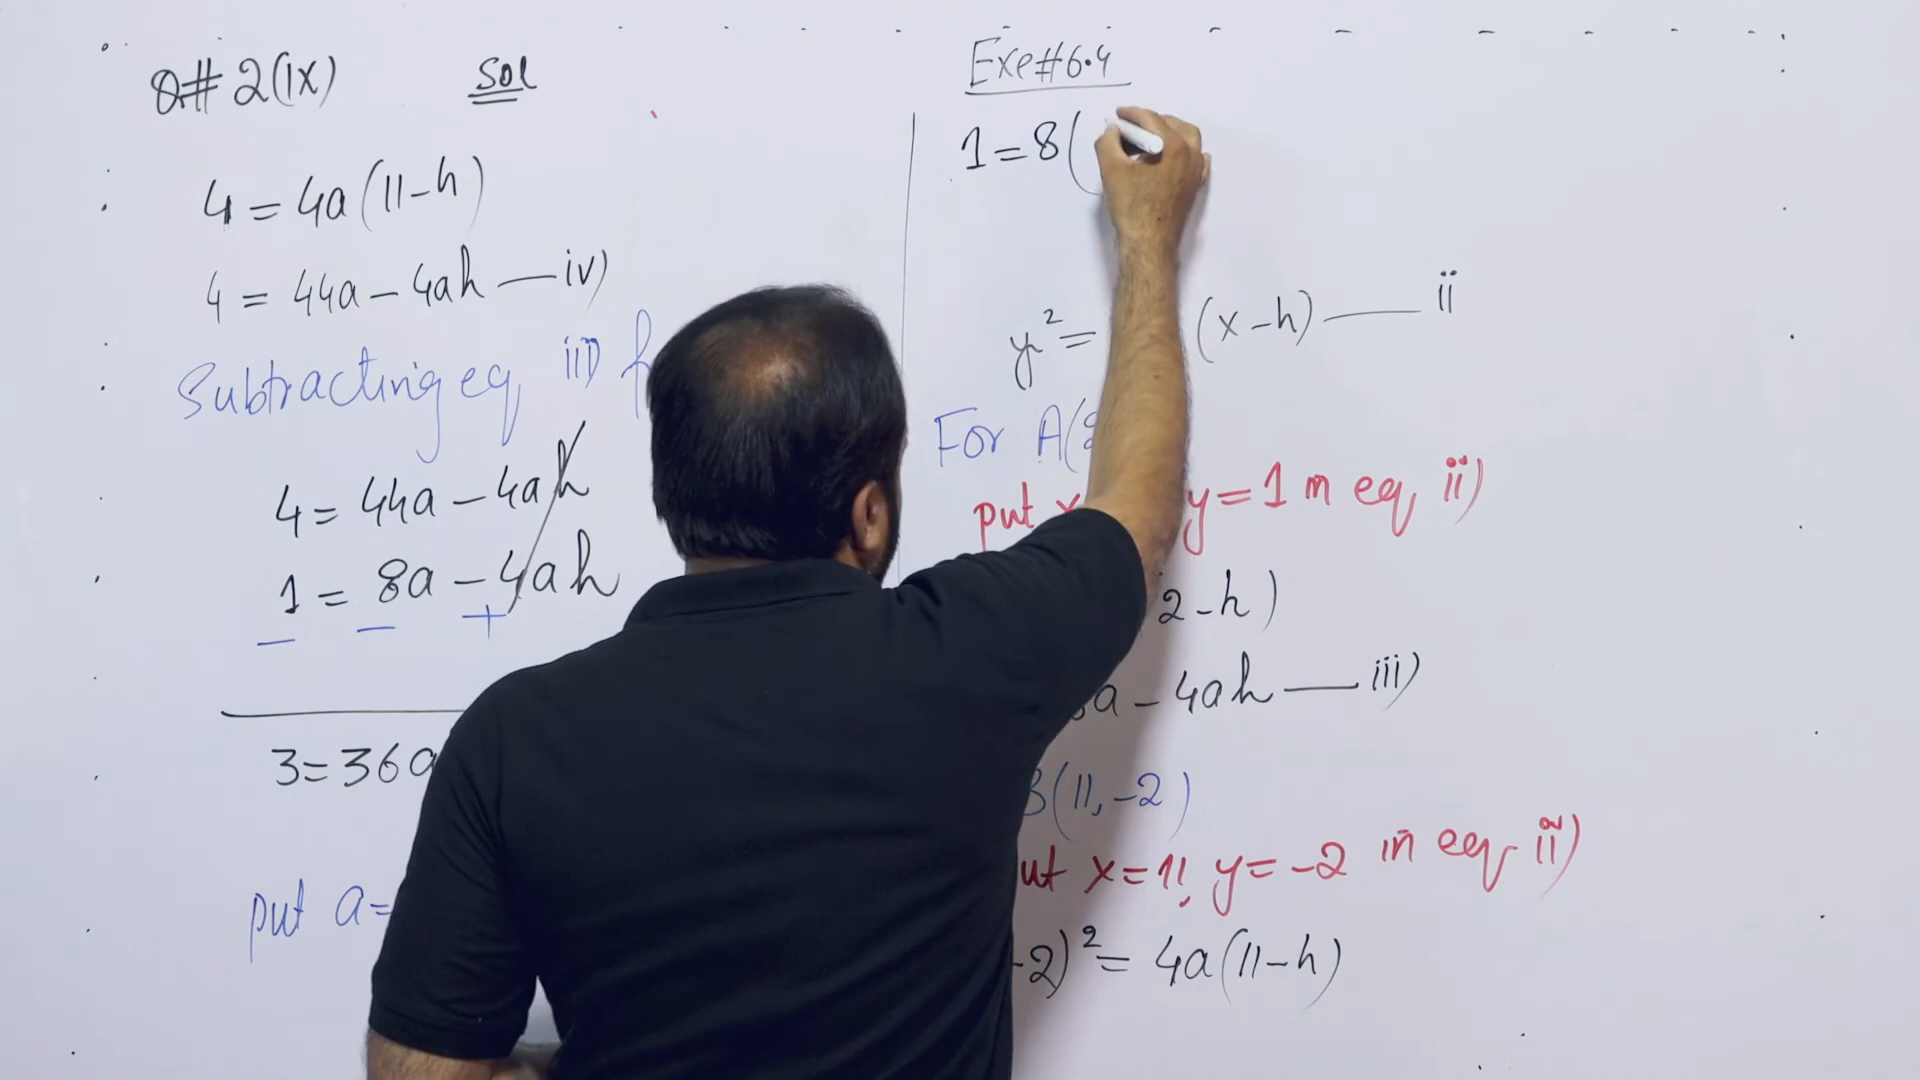 Q# 2(ix) Sol
4 = 4a(11-h)
4 = 44a - 4ah — iv)
Subtracting eq iii)
4 = 44a - 4ah
1 = 8a - 4ah
- - +
3 = 36a
put a=
Exe#6.4
1 = 8(
y² = (x-h) — ii
For A(
put x y=1 in eq ii)
2-h)
a - 4ah — iii)
(11,-2)
ut x=11 y=-2 in eq ii)
-2)² = 4a(11-h)